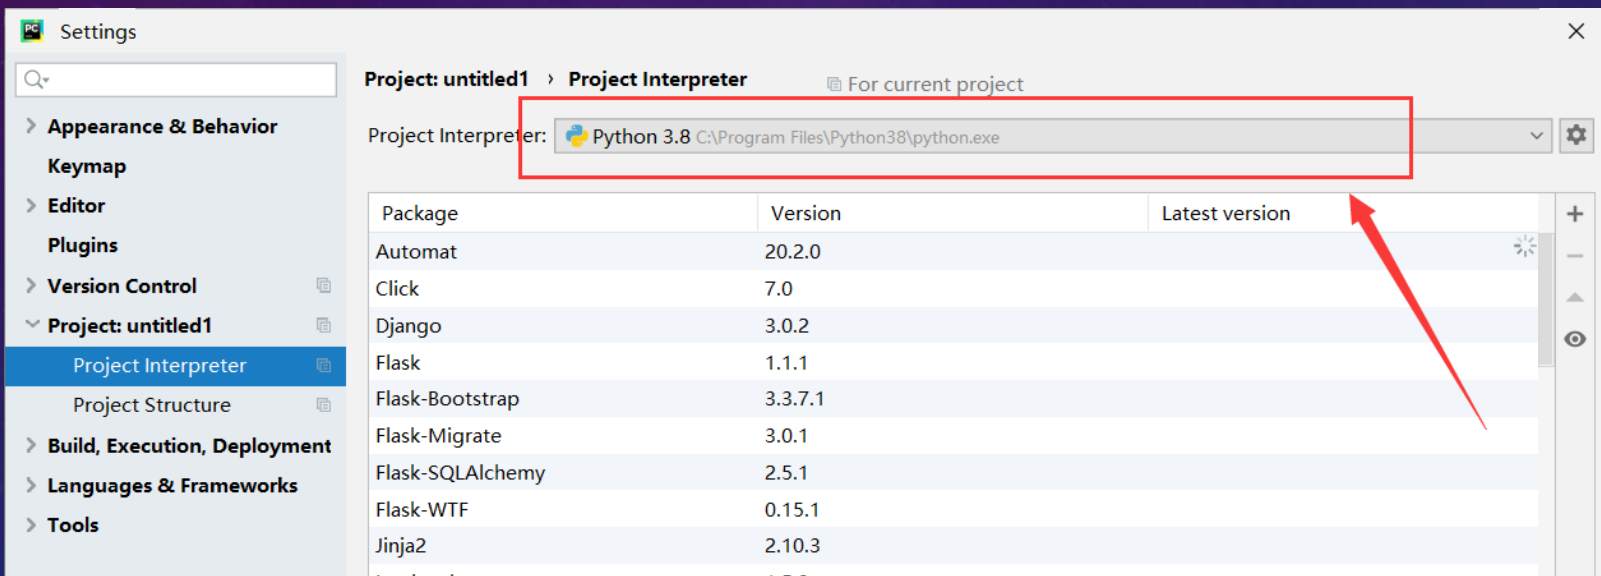 PC
Settings
Project: untitled1 › Project Interpreter
For current project
Project Interpreter: Python 3.8 C:\Program Files\Python38\python.exe
Appearance & Behavior
Keymap
Editor
Plugins
Version Control
Project: untitled1
Project Interpreter
Project Structure
Build, Execution, Deployment
Languages & Frameworks
Tools
Package Version Latest version
Automat 20.2.0
Click 7.0
Django 3.0.2
Flask 1.1.1
Flask-Bootstrap 3.3.7.1
Flask-Migrate 3.0.1
Flask-SQLAlchemy 2.5.1
Flask-WTF 0.15.1
Jinja2 2.10.3